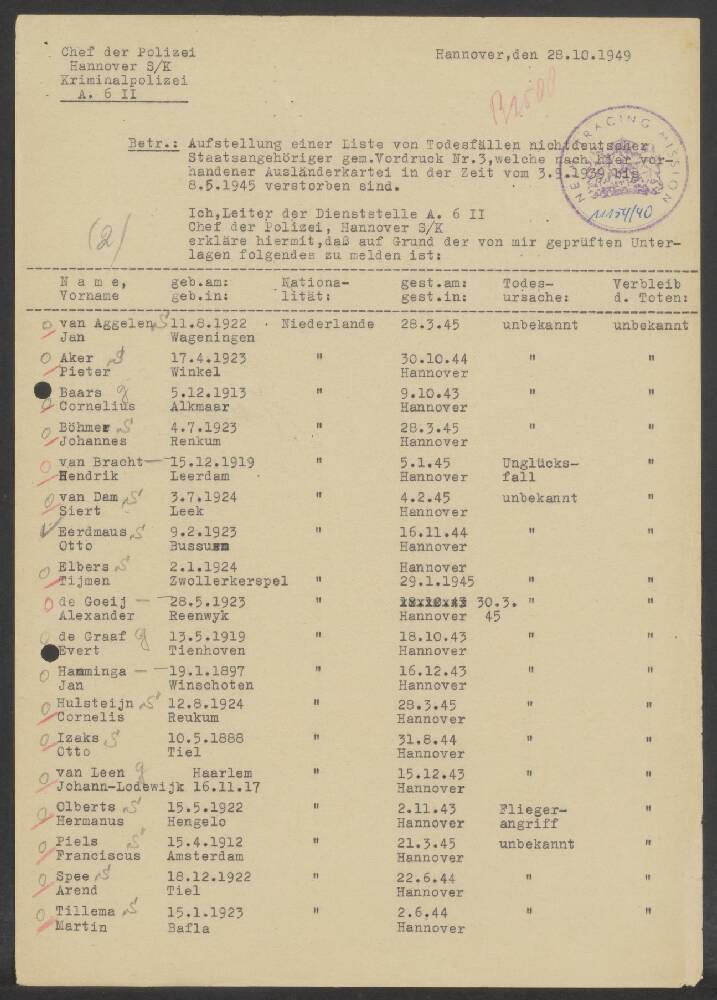 Chef der Polizei Hannover,den 28.10.1949
Hannover S/K
Kriminalpolizei
A. 6 II
Betr.: Aufstellung einer Liste von Todesfällen nichtdeutscher
Staatsangehöriger gem.Vordruck Nr.3,welche nach hier vor-
handener Ausländerkartei in der Zeit vom 3.9.1939 bis
8.5.1945 verstorben sind.
TRACING MISSION
Ich,Leiter der Dienststelle A. 6 II
Chef der Polizei, Hannover S/K
(2)
erkläre hiermit,daß auf Grund der von mir geprüften Unter-
lagen folgendes zu melden ist:
N a m e, geb.am: Nationa- gest.am: Todes- Verbleib
Vorname geb.in: lität: gest.in: ursache: d. Toten:
van Aggelen S 11.8.1922 Niederlande 28.3.45 unbekannt unbekannt
Jan Wageningen
Aker S 17.4.1923 " 30.10.44 " "
Pieter Winkel Hannover
Baars g 5.12.1913 " 9.10.43 " "
Cornelius Alkmaar Hannover
Böhmer S 4.7.1923 " 28.3.45 " "
Johannes Renkum Hannover
van Bracht 15.12.1919 " 5.1.45 Unglücks- "
Hendrik Leerdam Hannover fall
van Dam S 3.7.1924 " 4.2.45 unbekannt "
Siert Leek Hannover
Eerdmaus S 9.2.1923 " 16.11.44 " "
Otto Bussum Hannover
Elbers S 2.1.1924 Hannover
Tijmen Zwollerkerspel " 29.1.1945 " "
de Goeij 28.5.1923 " 30.3. " "
Alexander Reenwyk Hannover 45
de Graaf g 13.5.1919 " 18.10.43 " "
Evert Tienhoven Hannover
Hamminga 19.1.1897 " 16.12.43 " "
Jan Winschoten Hannover
Hulsteijn S 12.8.1924 " 28.3.45 " "
Cornelis Reukum Hannover
Izaks S 10.5.1888 " 31.8.44 " "
Otto Tiel Hannover
van Leen g Haarlem " 15.12.43 " "
Johann-Lodewijk 16.11.17 Hannover
Olberts S 15.5.1922 " 2.11.43 Flieger- "
Hermanus Hengelo Hannover angriff
Piels S 15.4.1912 " 21.3.45 unbekannt "
Franciscus Amsterdam Hannover
Spee S 18.12.1922 " 22.6.44 " "
Arend Tiel Hannover
Tillema S 15.1.1923 " 2.6.44 " "
Martin Bafla Hannover